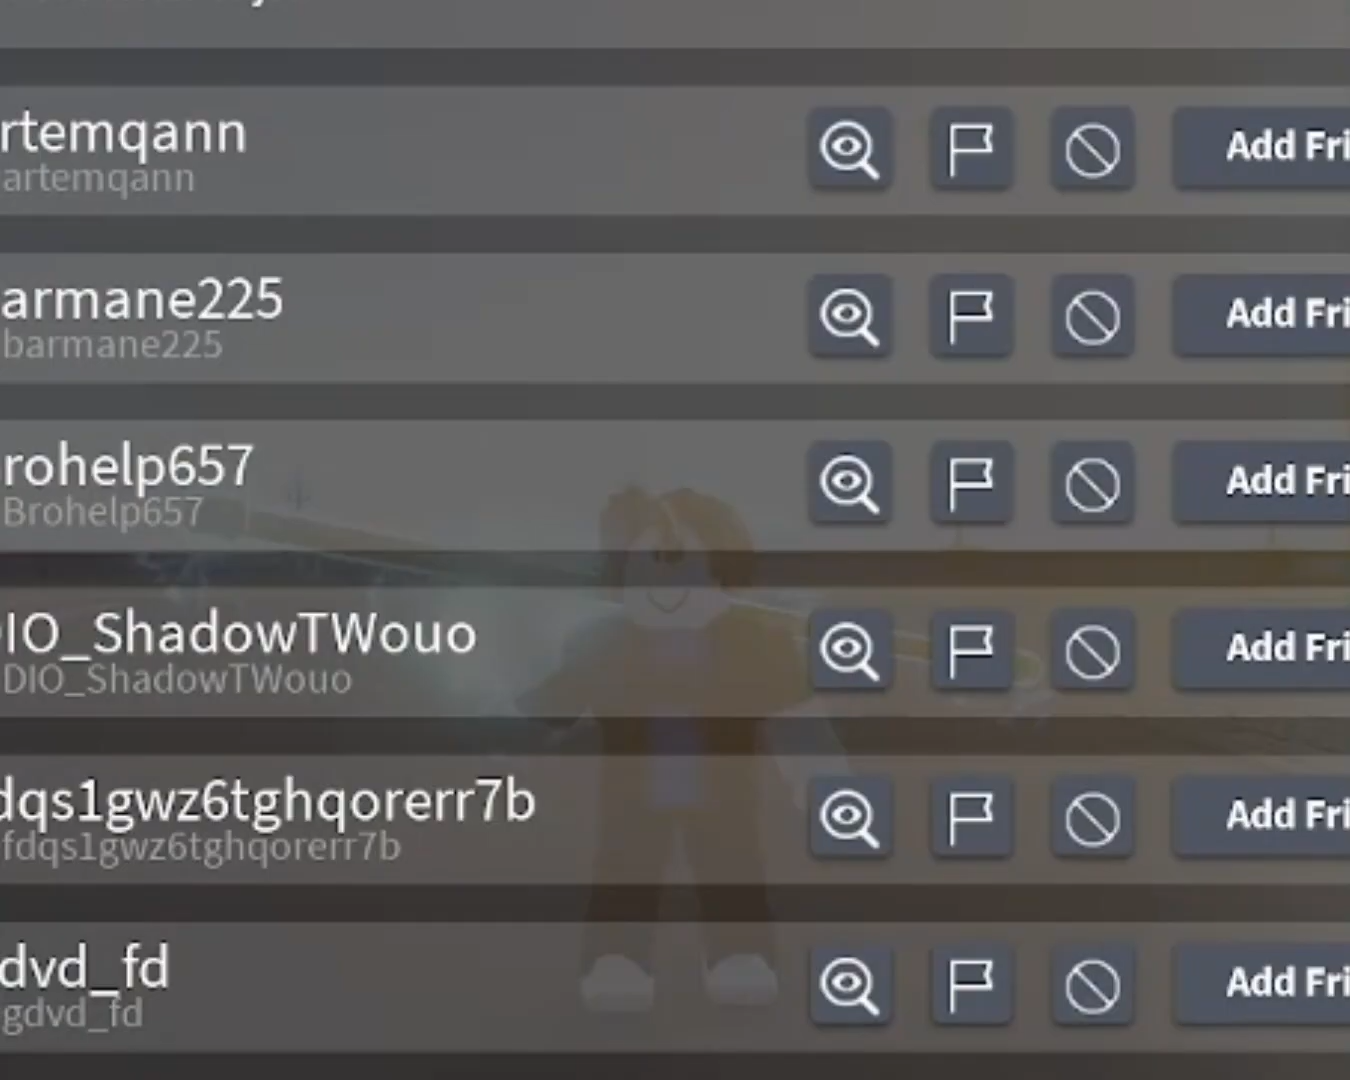 rtemqann
artemqann
Add Fri
armane225
barmane225
Add Fri
rohelp657
Brohelp657
Add Fri
DIO_ShadowTWouo
DIO_ShadowTWouo
Add Fri
dqs1gwz6tghqorerr7b
fdqs1gwz6tghqorerr7b
Add Fri
dvd_fd
gdvd_fd
Add Fri